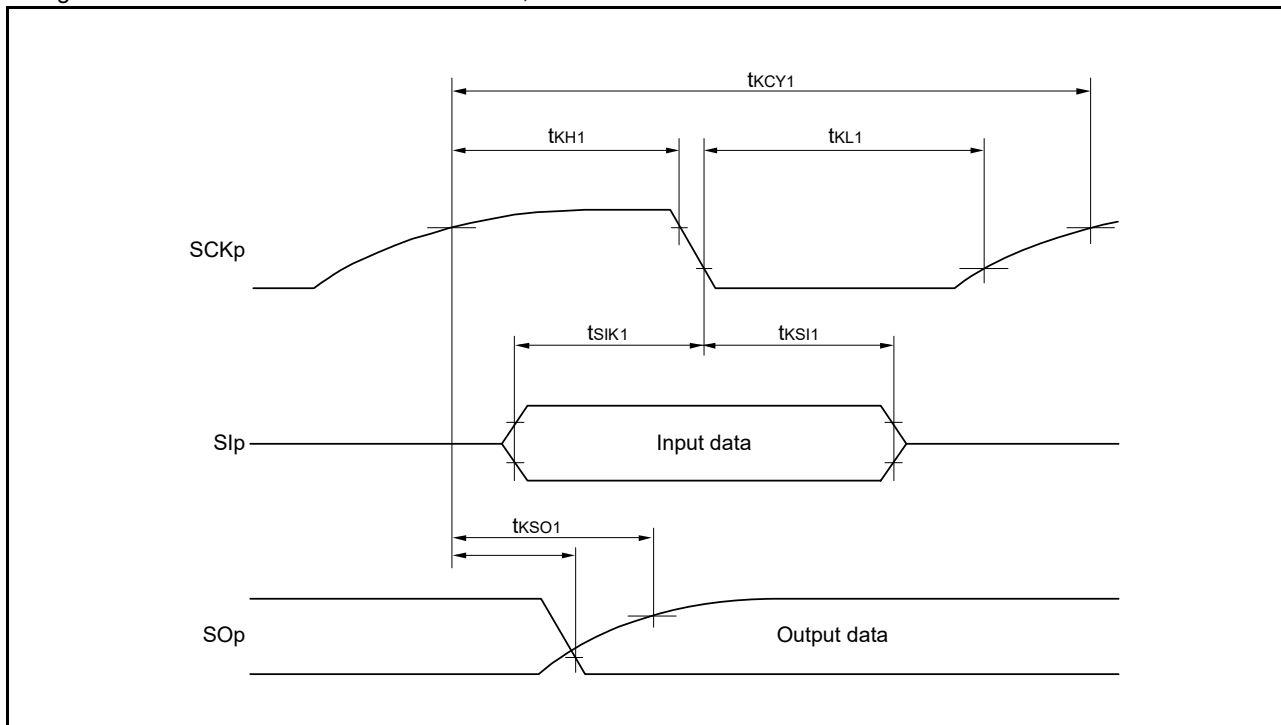 tKCY1
tKH1
tKL1
SCKp
tSIK1
tKSI1
SIp
Input data
tKSO1
SOp
Output data